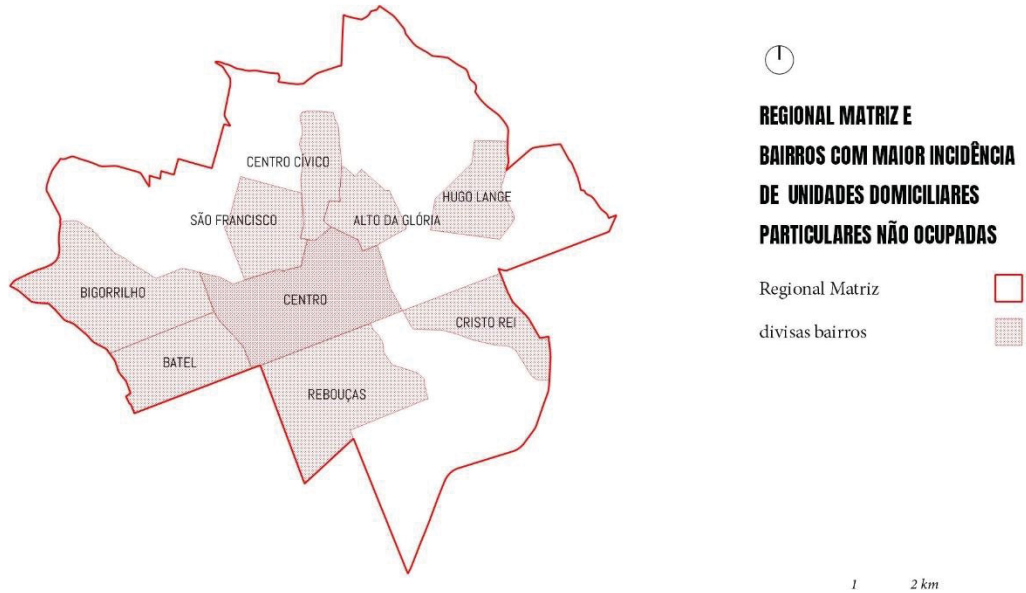 CENTRO CÍVICO
HUGO LANGE
SÃO FRANCISCO
ALTO DA GLÓRIA
BIGORRILHO
CENTRO
CRISTO REI
BATEL
REBOUÇAS
REGIONAL MATRIZ E
BAIRROS COM MAIOR INCIDÊNCIA
DE UNIDADES DOMICILIARES
PARTICULARES NÃO OCUPADAS
Regional Matriz
divisas bairros
1 2 km